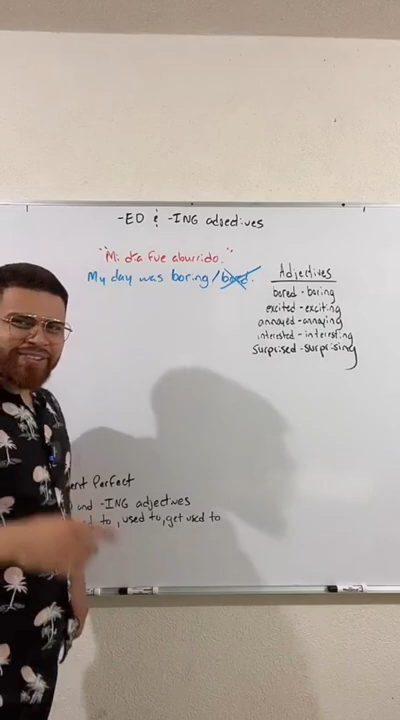 -ED & -ING adjectives
"Mi día fue aburrido."
My day was boring/bored.
Adjectives
bored - boring
excited - exciting
annoyed - annoying
interested - interesting
surprised - surprising
Perfect
and -ING adjectives
to, used to, get used to